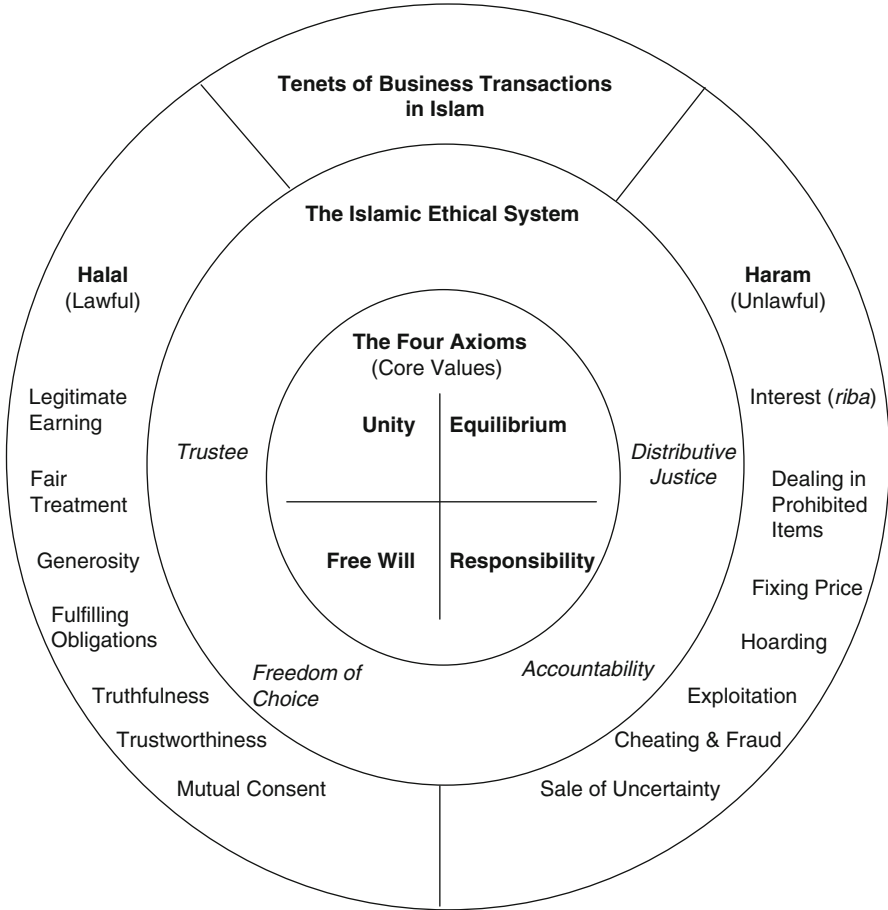 Tenets of Business Transactions
in Islam
The Islamic Ethical System
Halal
(Lawful)
Legitimate
Earning
Fair
Treatment
Generosity
Fulfilling
Obligations
Truthfulness
Trustworthiness
Mutual Consent
Trustee
Freedom of
Choice
The Four Axioms
(Core Values)
Unity
Equilibrium
Free Will
Responsibility
Distributive
Justice
Accountability
Haram
(Unlawful)
Interest (riba)
Dealing in
Prohibited
Items
Fixing Price
Hoarding
Exploitation
Cheating & Fraud
Sale of Uncertainty